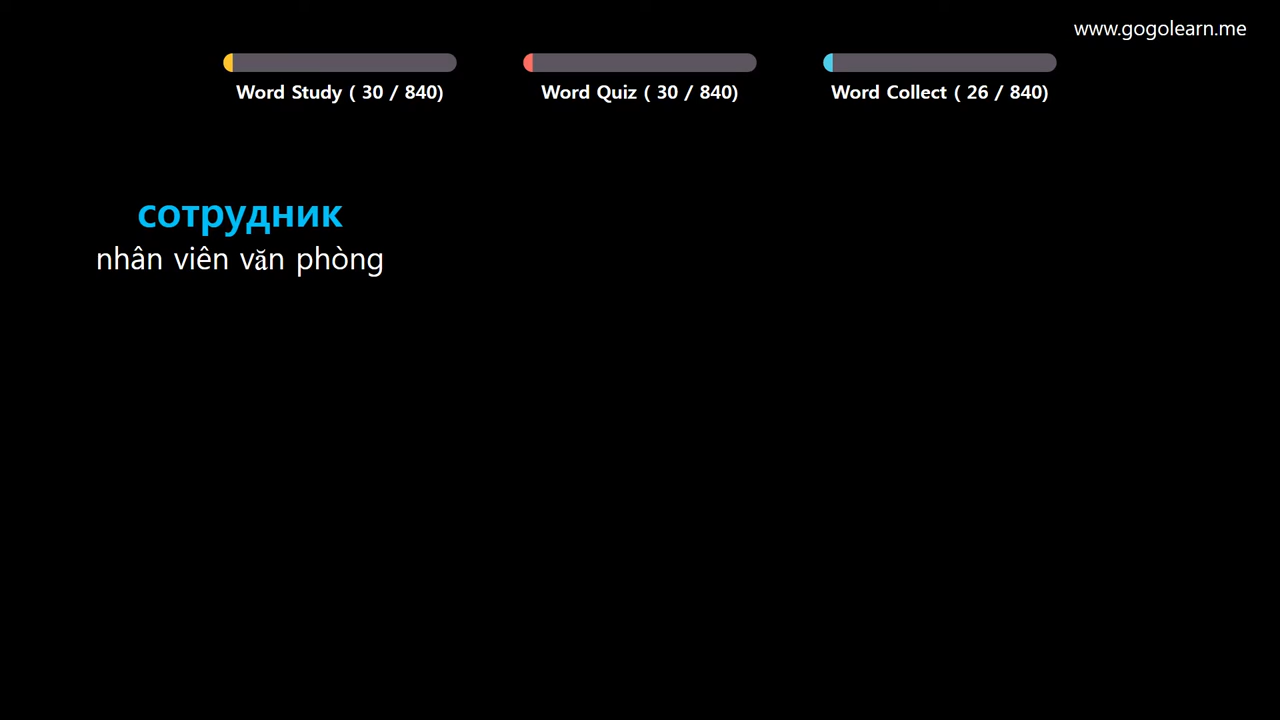 www.gogolearn.me
Word Study ( 30 / 840)
Word Quiz ( 30 / 840)
Word Collect ( 26 / 840)
сотрудник
nhân viên văn phòng